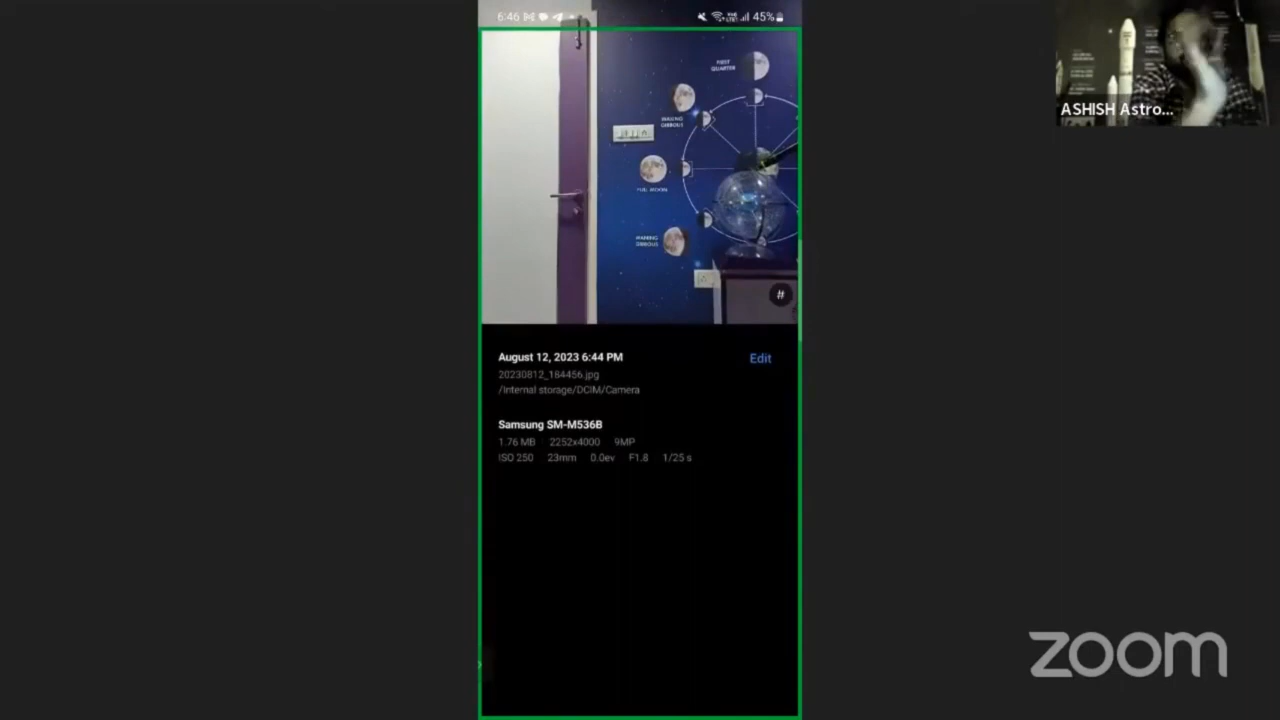 6:46
45%
ASHISH Astro...
FIRST
QUARTER
WAXING
GIBBOUS
FULL MOON
WANING
GIBBOUS
#
August 12, 2023 6:44 PM
Edit
20230812_184456.jpg
/Internal storage/DCIM/Camera
Samsung SM-M536B
1.76 MB 2252x4000 9MP
ISO 250 23mm 0.0ev F1.8 1/25 s
zoom